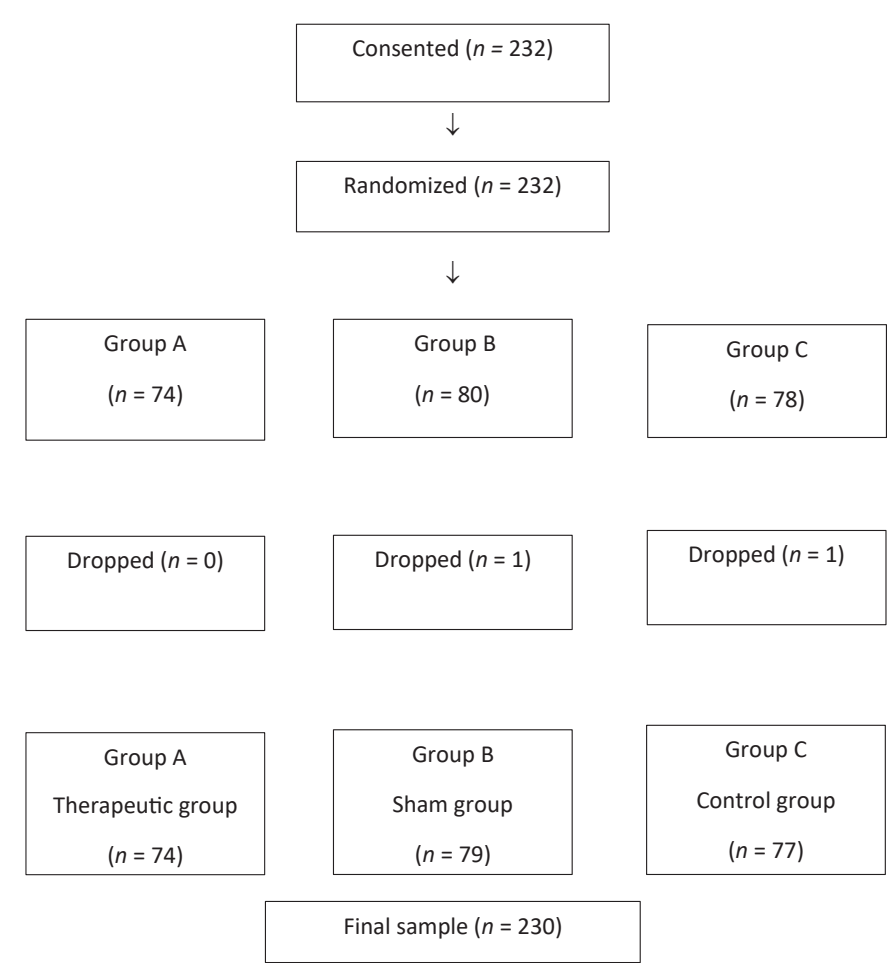 Consented (n = 232)
↓
Randomized (n = 232)
↓
Group A
(n = 74)
Group B
(n = 80)
Group C
(n = 78)
Dropped (n = 0)
Dropped (n = 1)
Dropped (n = 1)
Group A
Therapeutic group
(n = 74)
Group B
Sham group
(n = 79)
Group C
Control group
(n = 77)
Final sample (n = 230)